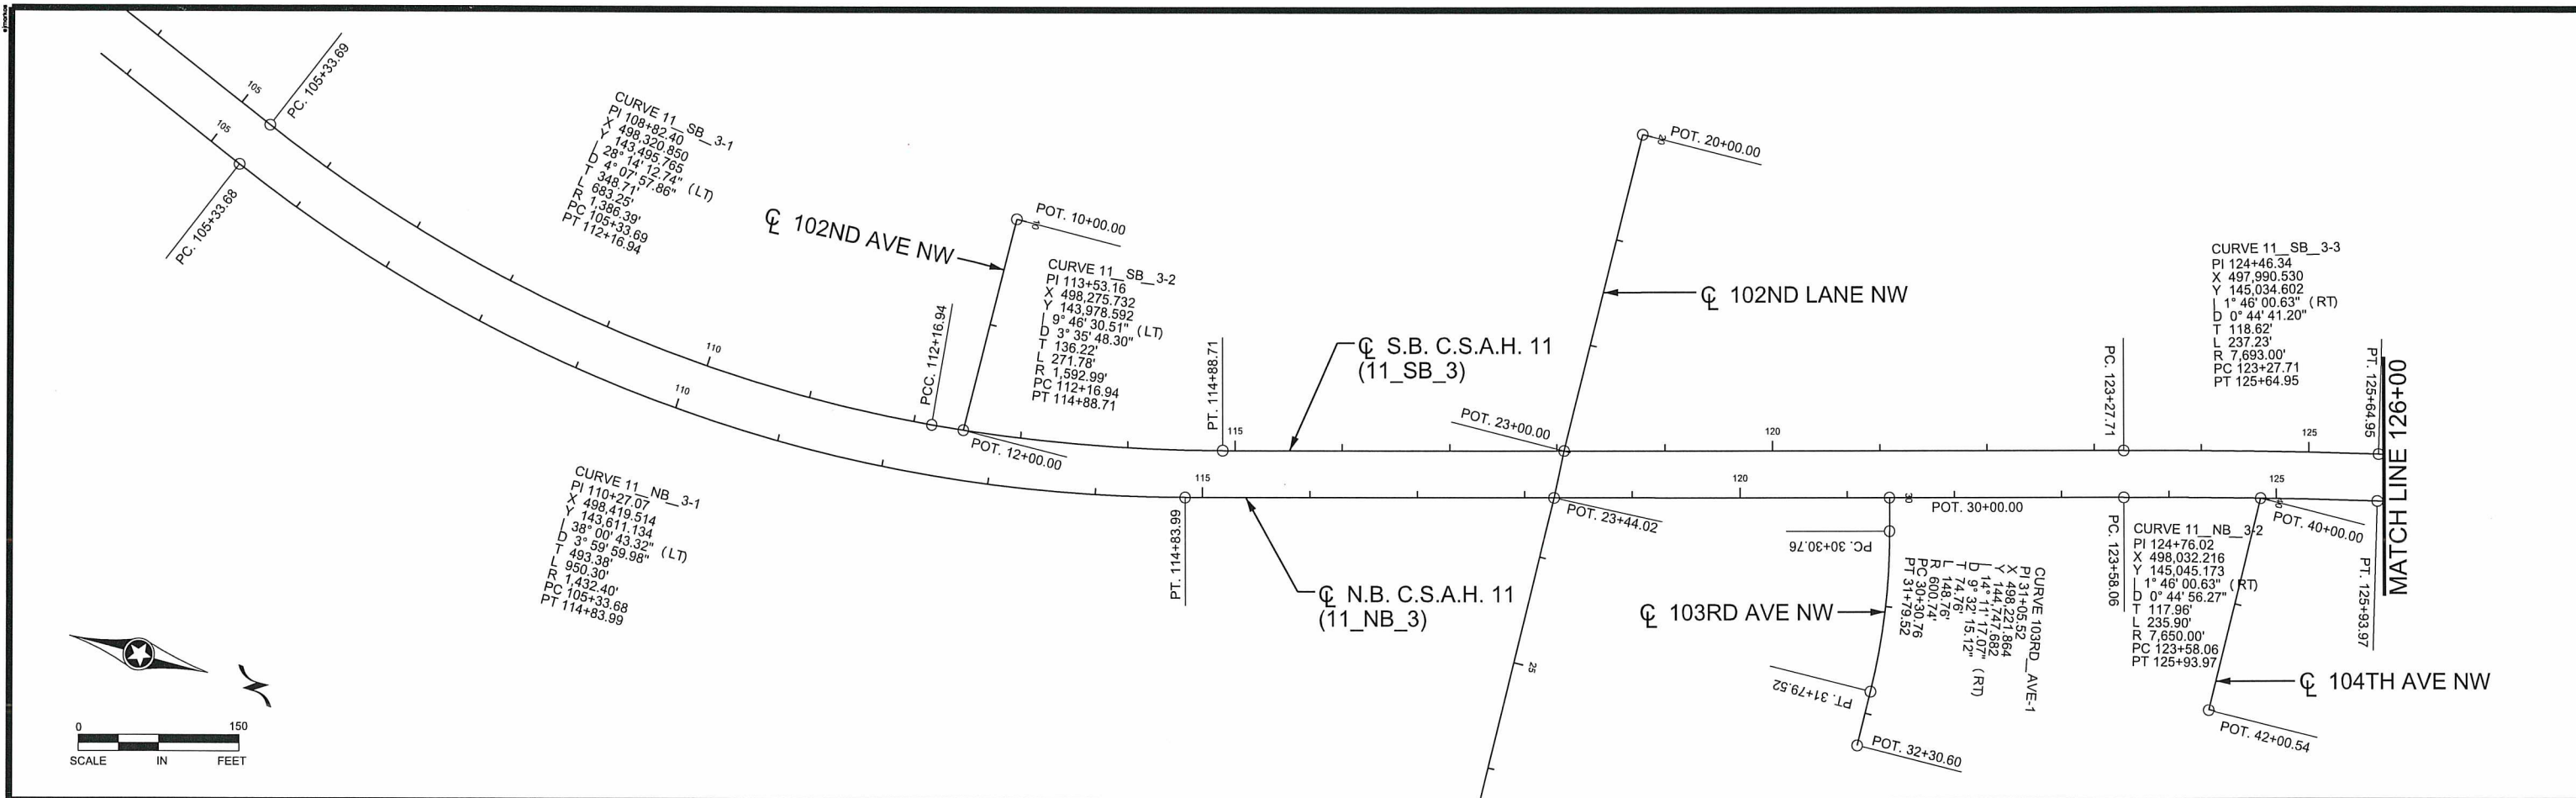 105
PC. 105+33.69
105
PC. 105+33.68
CURVE 11__SB__3-1
PI 108+82.40
X 498,320.850
Y 143,495.765
I 28° 14' 12.74" (LT)
D 4° 07' 57.86"
T 348.71'
L 683.25'
R 1,386.39'
PC 105+33.69
PT 112+16.94
℄ 102ND AVE NW
POT. 10+00.00
10
CURVE 11__SB__3-2
PI 113+53.16
X 498,275.732
Y 143,978.592
I 9° 46' 30.51" (LT)
D 3° 35' 48.30"
T 136.22'
L 271.78'
R 1,592.99'
PC 112+16.94
PT 114+88.71
110
110
PCC. 112+16.94
POT. 12+00.00
PT. 114+88.71
115
℄ S.B. C.S.A.H. 11
(11_SB_3)
POT. 20+00.00
20
℄ 102ND LANE NW
POT. 23+00.00
120
PC. 123+27.71
CURVE 11__SB__3-3
PI 124+46.34
X 497,990.530
Y 145,034.602
I 1° 46' 00.63" (RT)
D 0° 44' 41.20"
T 118.62'
L 237.23'
R 7,693.00'
PC 123+27.71
PT 125+64.95
125
PT. 125+64.95
MATCH LINE 126+00
CURVE 11__NB__3-1
PI 110+27.07
X 498,419.514
Y 143,611.134
I 38° 00' 43.32" (LT)
D 3° 59' 59.98"
T 493.38'
L 950.30'
R 1,432.40'
PC 105+33.68
PT 114+83.99
115
PT. 114+83.99
℄ N.B. C.S.A.H. 11
(11_NB_3)
POT. 23+44.02
25
120
30
POT. 30+00.00
PC. 30+30.76
℄ 103RD AVE NW
CURVE 103RD__AVE-1
PI 31+05.52
X 498,221.864
Y 144,747.682
I 14° 11' 17.07" (RT)
D 9° 32' 15.12"
T 74.76'
L 148.76'
R 600.74'
PC 30+30.76
PT 31+79.52
PT. 31+79.52
POT. 32+30.60
PC. 123+58.06
CURVE 11__NB__3-2
PI 124+76.02
X 498,032.216
Y 145,045.173
I 1° 46' 00.63" (RT)
D 0° 44' 56.27"
T 117.96'
L 235.90'
R 7,650.00'
PC 123+58.06
PT 125+93.97
125
40
POT. 40+00.00
PT. 125+93.97
℄ 104TH AVE NW
POT. 42+00.54
N
0 150
SCALE IN FEET